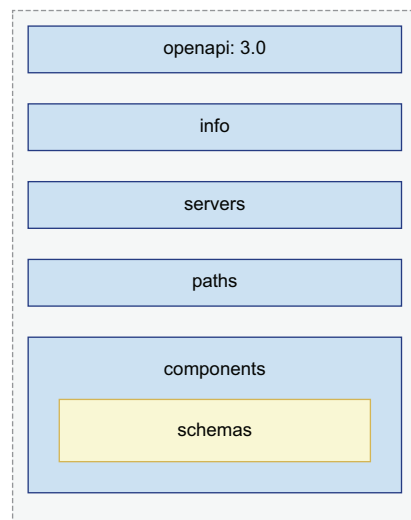 openapi: 3.0
info
servers
paths
components
schemas